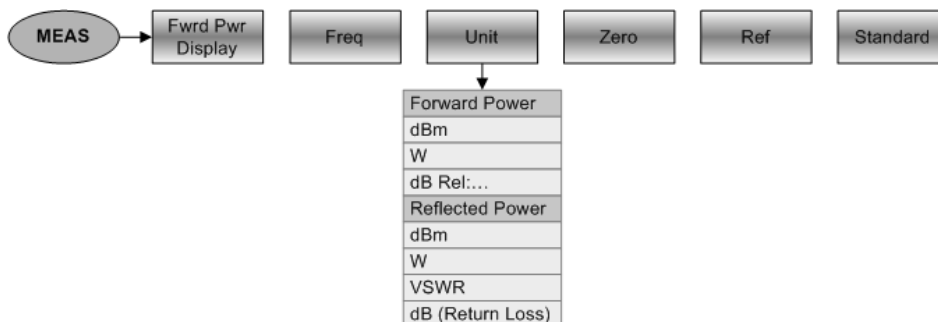 MEAS
Fwrd Pwr
Display
Freq
Unit
Zero
Ref
Standard
Forward Power
dBm
W
dB Rel:...
Reflected Power
dBm
W
VSWR
dB (Return Loss)